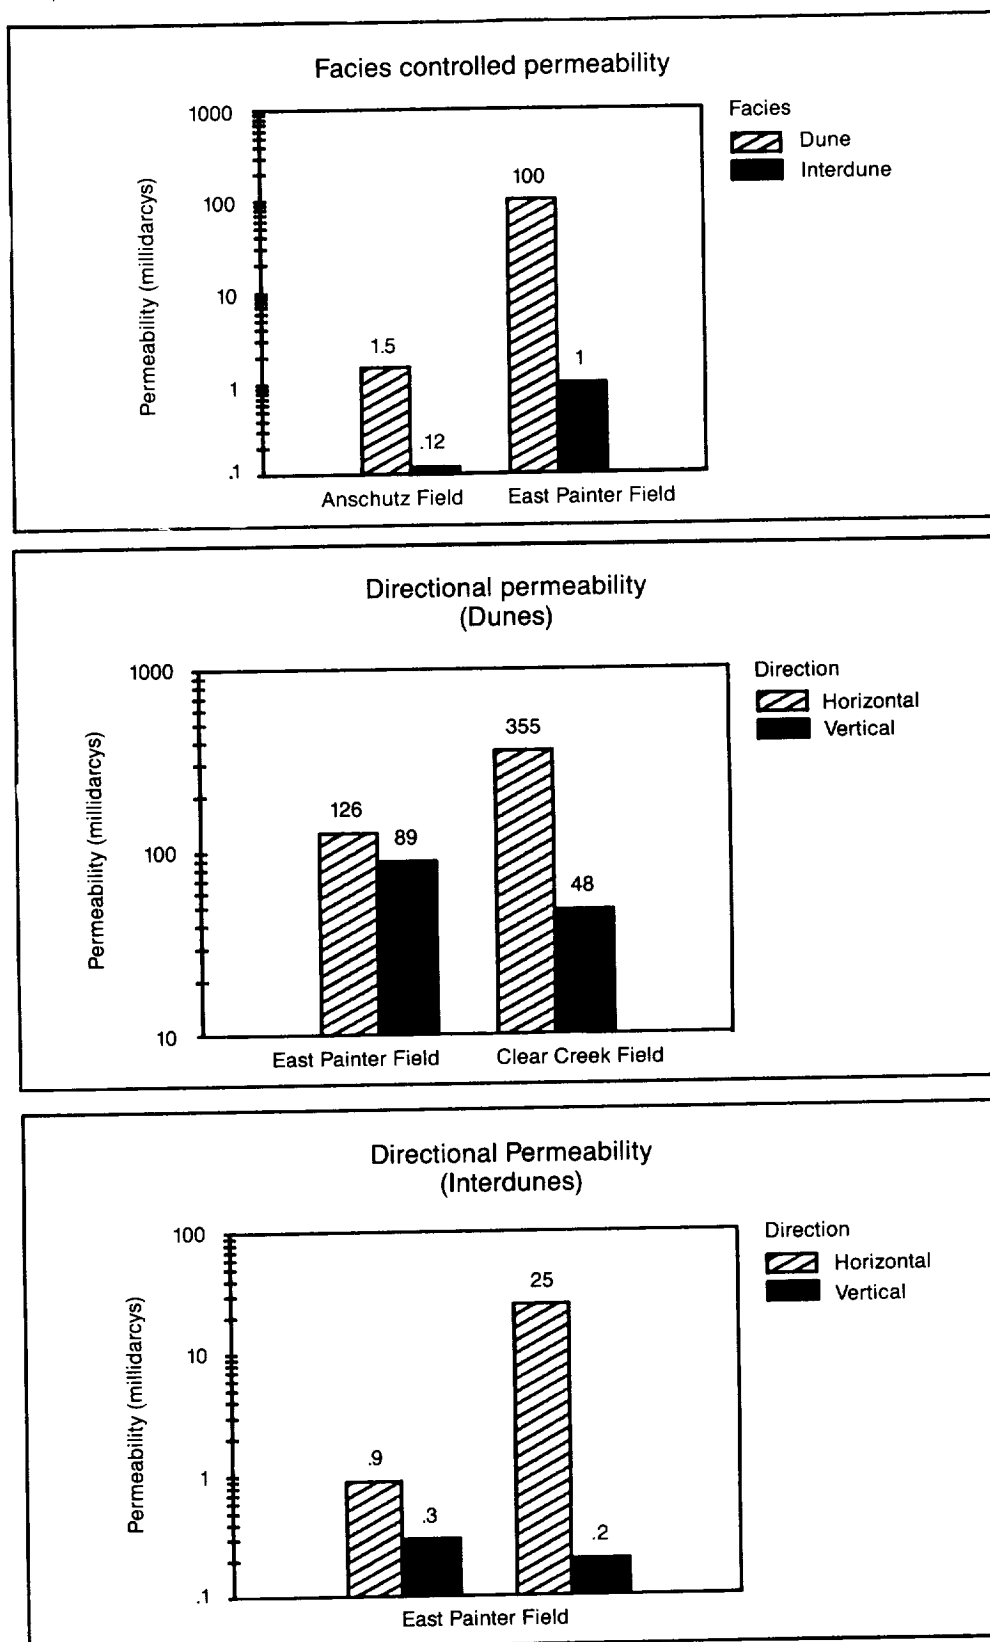 Facies controlled permeability
Facies
Dune
Interdune
Permeability (millidarcys)
1000
100
10
1
.1
1.5
.12
100
1
Anschutz Field
East Painter Field
Directional permeability
(Dunes)
Direction
Horizontal
Vertical
Permeability (millidarcys)
1000
100
10
126
89
355
48
East Painter Field
Clear Creek Field
Directional Permeability
(Interdunes)
Direction
Horizontal
Vertical
Permeability (millidarcys)
100
10
1
.1
.9
.3
25
.2
East Painter Field